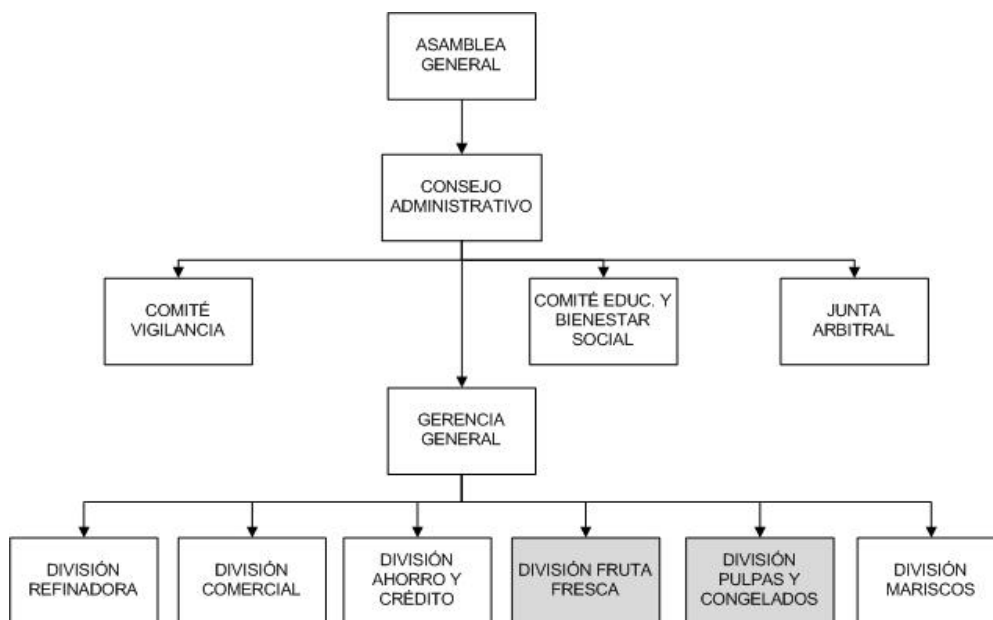 ASAMBLEA
GENERAL
CONSEJO
ADMINISTRATIVO
COMITÉ
VIGILANCIA
COMITÉ EDUC. Y
BIENESTAR
SOCIAL
JUNTA
ARBITRAL
GERENCIA
GENERAL
DIVISIÓN
REFINADORA
DIVISIÓN
COMERCIAL
DIVISIÓN
AHORRO Y
CRÉDITO
DIVISIÓN FRUTA
FRESCA
DIVISIÓN
PULPAS Y
CONGELADOS
DIVISIÓN
MARISCOS